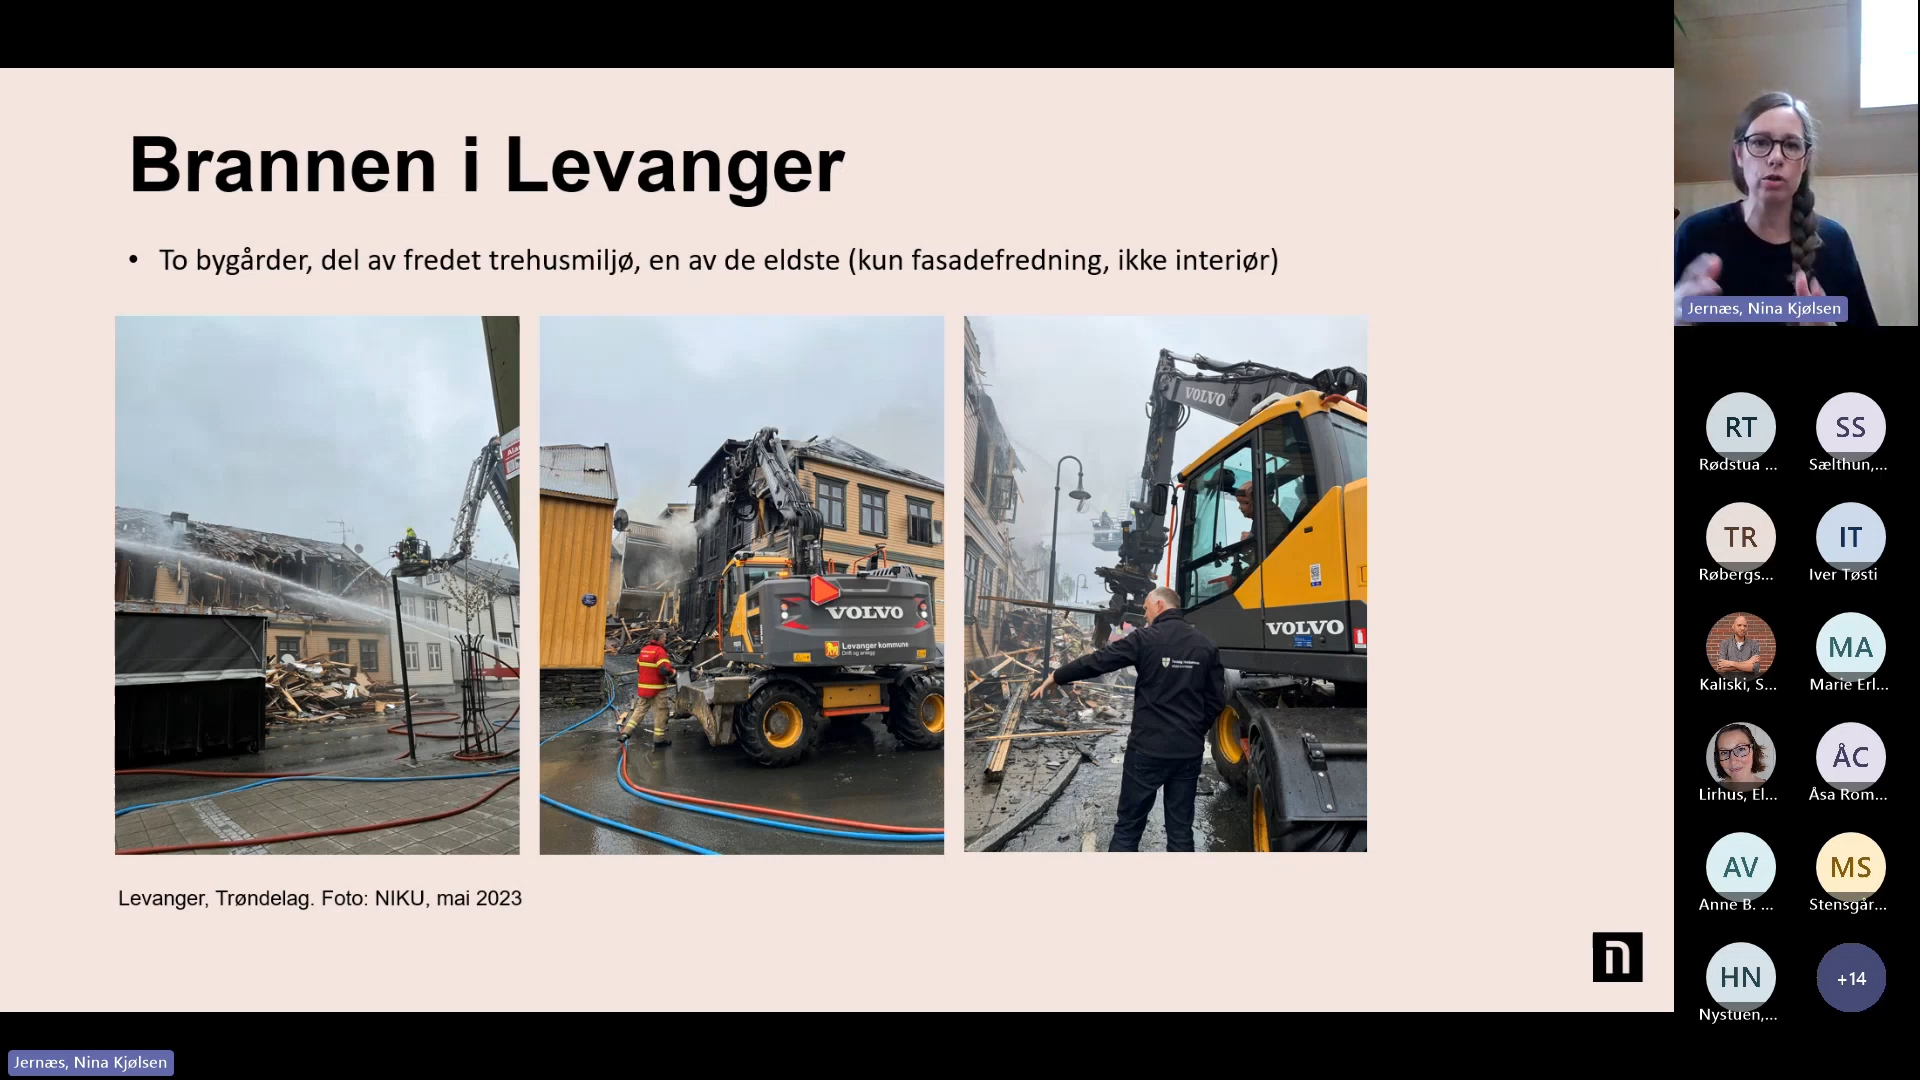 Brannen i Levanger
• To bygårder, del av fredet trehusmiljø, en av de eldste (kun fasadefredning, ikke interiør)
VOLVO
Levanger kommune
Drift og anlegg
VOLVO
VOLVO
Levanger, Trøndelag. Foto: NIKU, mai 2023
n
Jernæs, Nina Kjølsen
RT
SS
Rødstua ...
Sælthun,...
TR
IT
Røbergs...
Iver Tøsti
MA
Kaliski, S...
Marie Erl...
ÅC
Lirhus, El...
Åsa Rom...
AV
MS
Anne B. ...
Stensgår...
HN
+14
Nystuen,...
Jernæs, Nina Kjølsen